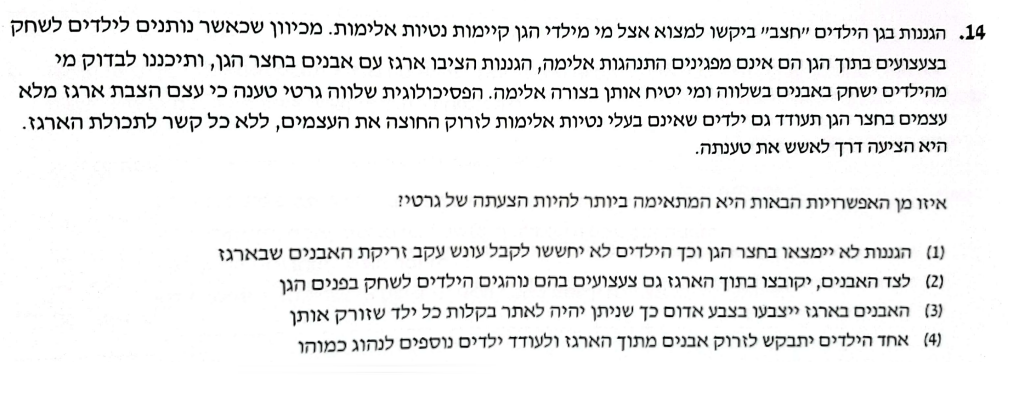 14. הגננות בגן הילדים "חצב" ביקשו למצוא אצל מי מילדי הגן קיימות נטיות אלימות. מכיוון שכאשר נותנים לילדים לשחק
בצעצועים בתוך הגן הם אינם מפגינים התנהגות אלימה, הגננות הציבו ארגז עם אבנים בחצר הגן, ותיכננו לבדוק מי
מהילדים ישחק באבנים בשלווה ומי יטיח אותן בצורה אלימה. הפסיכולוגית שלווה גרטי טענה כי עצם הצבת ארגז מלא
עצמים בחצר הגן תעודד גם ילדים שאינם בעלי נטיות אלימות לזרוק החוצה את העצמים, ללא כל קשר לתכולת הארגז.
היא הציעה דרך לאשש את טענתה.
איזו מן האפשרויות הבאות היא המתאימה ביותר להיות הצעתה של גרטי?
(1) הגננות לא יימצאו בחצר הגן וכך הילדים לא יחששו לקבל עונש עקב זריקת האבנים שבארגז
(2) לצד האבנים, יקובצו בתוך הארגז גם צעצועים בהם נוהגים הילדים לשחק בפנים הגן
(3) האבנים בארגז ייצבעו בצבע אדום כך שניתן יהיה לאתר בקלות כל ילד שזורק אותן
(4) אחד הילדים יתבקש לזרוק אבנים מתוך הארגז ולעודד ילדים נוספים לנהוג כמוהו